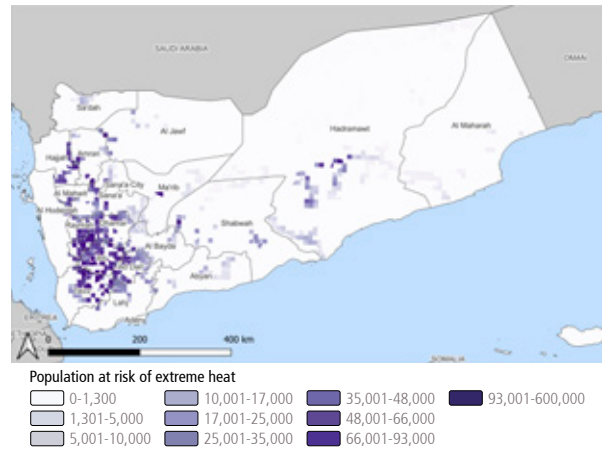 SAUDI ARABIA
OMAN
Sa'dah
Al Jawf
Hadramawt
Al Maharah
Hajjah
Amran
Al Mahwit
Sana'a City
Sana'a
Ma'rib
Al Hodeidah
Dhamar
Shabwah
Al Bayda
Abyan
Lahj
0 200 400 km
SOMALIA
Population at risk of extreme heat
0-1,300 10,001-17,000 35,001-48,000 93,001-600,000
1,301-5,000 17,001-25,000 48,001-66,000
5,001-10,000 25,001-35,000 66,001-93,000